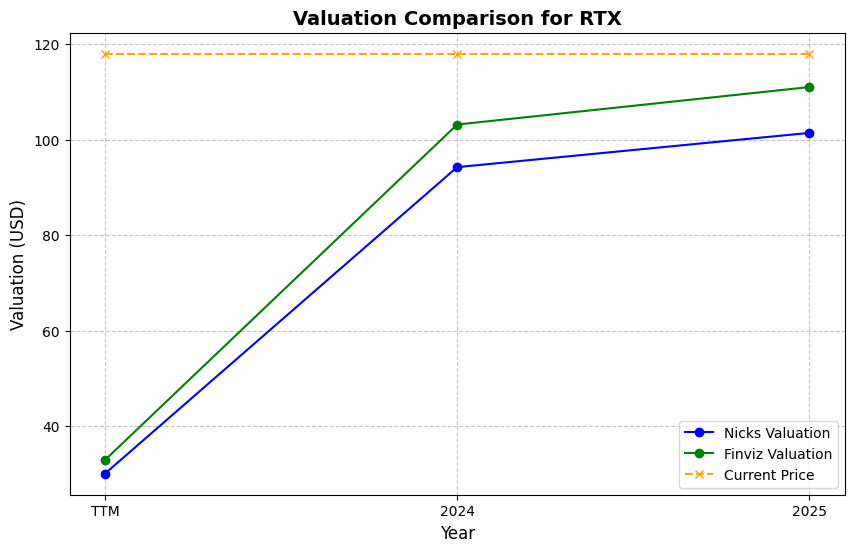 Valuation Comparison for RTX
120
100
80
60
40
Valuation (USD)
TTM
2024
2025
Year
Nicks Valuation
Finviz Valuation
Current Price